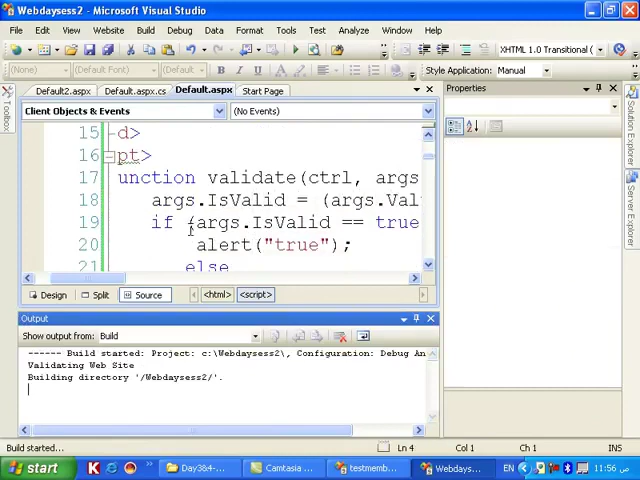 Webdaysess2 - Microsoft Visual Studio
File Edit View Website Build Debug Data Format Tools Test Analyze Window Help
XHTML 1.0 Transitional (
(None) (Default Font) (Default Style Application: Manual
Default2.aspx Default.aspx.cs Default.aspx Start Page
Properties
Client Objects & Events (No Events)
Toolbox
Solution Explorer
Server Explorer
15 d>
16 pt>
17 unction validate(ctrl, args
18 args.IsValid = (args.Val
19 if (args.IsValid == true
20 alert("true");
21 else
Design Split Source <html> <script>
Output
Show output from: Build
------ Build started: Project: c:\Webdaysess2\, Configuration: Debug An
Validating Web Site
Building directory '/Webdaysess2/'.
Build started... Ln 4 Col 1 Ch 1 INS
start Day3&4-... Camtasia ... testmemb... Webdays... EN 11:56 ص